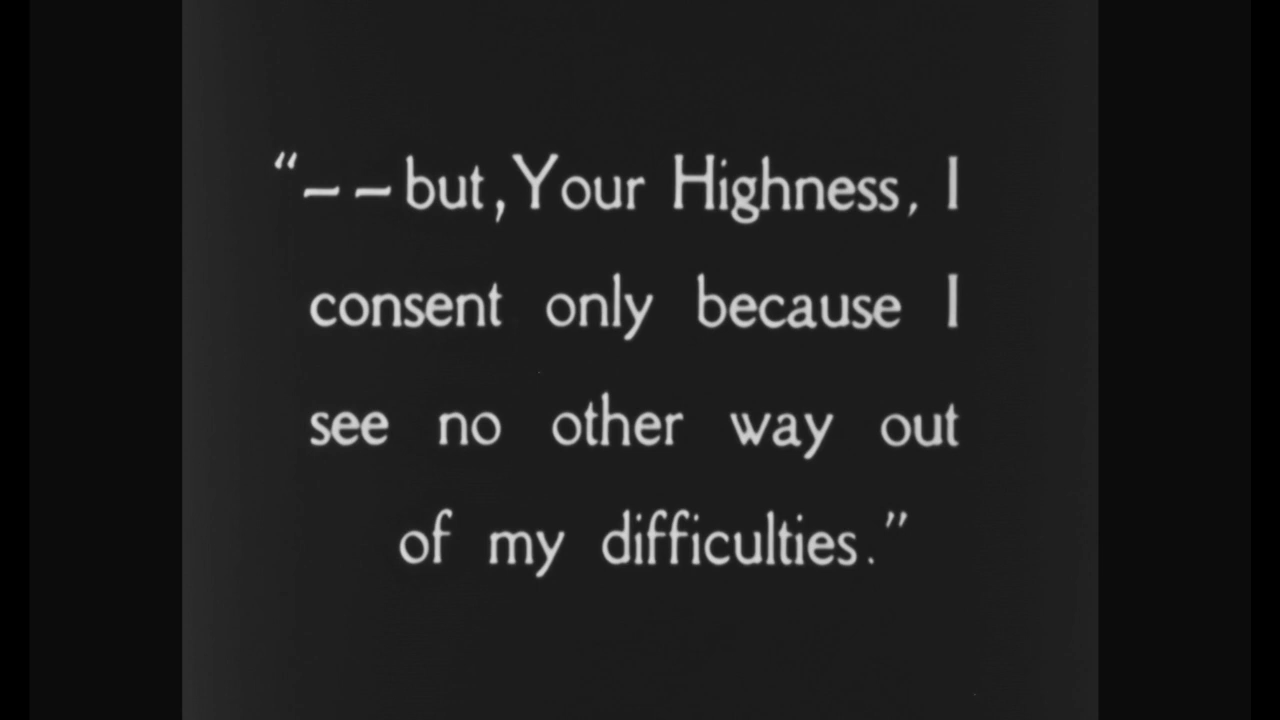 “––but, Your Highness, I
consent only because I
see no other way out
of my difficulties.”